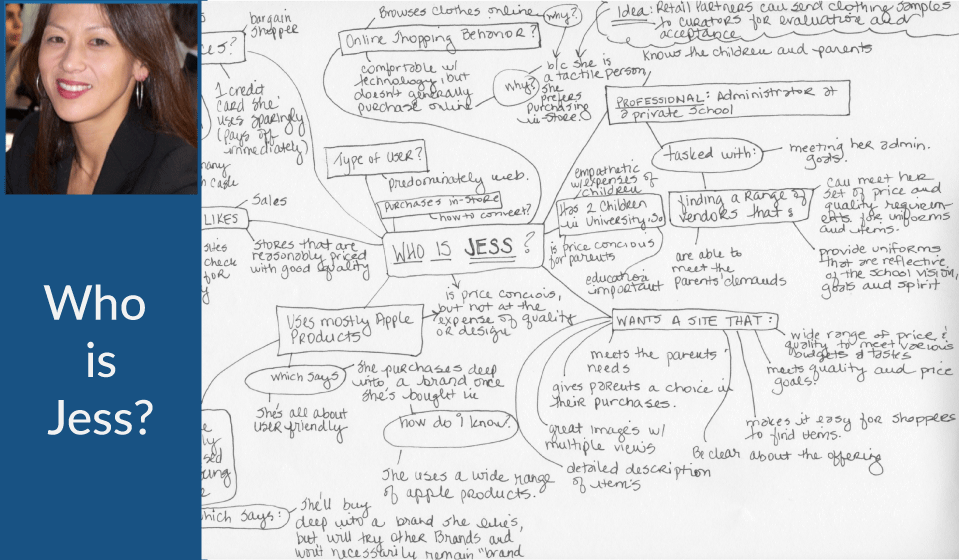 Who
is
Jess?
bargain
shopper
1 credit
card she
uses sparingly
(pays off
immediately)
LIKES
Sales
stores that are
reasonably priced
with good quality
check
Browses clothes online
why?
Online Shopping Behavior?
comfortable w/
technology, but
doesn't generally
purchase online
why?
b/c she is
a tactile person
she
prefers
purchasing
in-store.
Idea: Retail Partners can send clothing samples
to curators for evaluation and
acceptance
Knows the children and parents
PROFESSIONAL: Administrator at
a private School
tasked with:
meeting her admin.
goals.
finding a Range of
Vendors that :
can meet her
set of price and
quality requirem-
ents for uniforms
and items.
provide uniforms
that are reflective
of the school vision,
goals and spirit
are able to
meet the
parents' demands
empathetic
w/expenses of
children
Has 2 Children
in University, so
is price concious
for parents
education
important
Type of user?
predominately web.
Purchases in-store
how to convert?
WHO IS JESS?
is price concious,
but not at the
expense of quality
or design
Uses mostly Apple
Products
which says
she's all about
user friendly
She purchases deep
into a brand once
she's bought in
how do I know?
She uses a wide range
of apple products.
which says:
She'll buy
deep into a brand she likes,
but will try other Brands and
won't necessarily remain "brand
WANTS A SITE THAT:
meets the parents'
needs
gives parents a choice in
their purchases.
great images w/
multiple views
detailed description
of item's
Be clear about the offering
makes it easy for shoppers
to find items.
meets quality and price
goals.
wide range of price &
quality to meet various
budgets & tasks